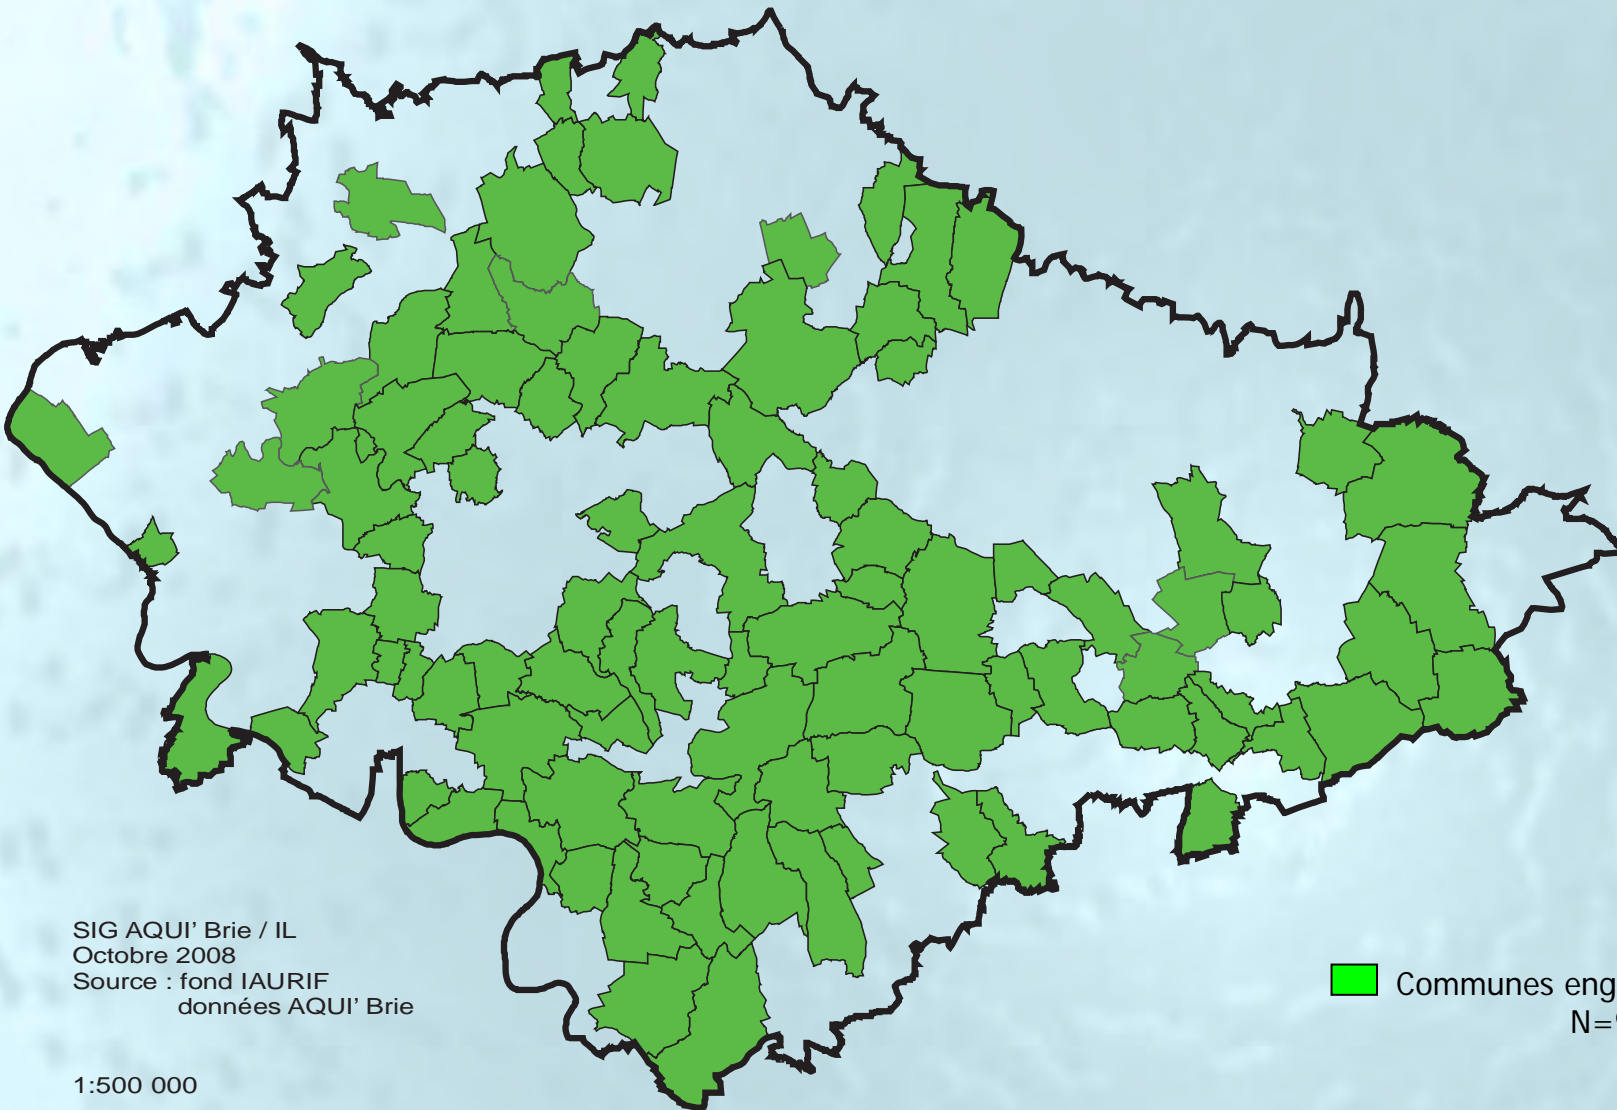 SIG AQUI' Brie / IL
Octobre 2008
Source : fond IAURIF
données AQUI' Brie
1:500 000
Communes eng
N=